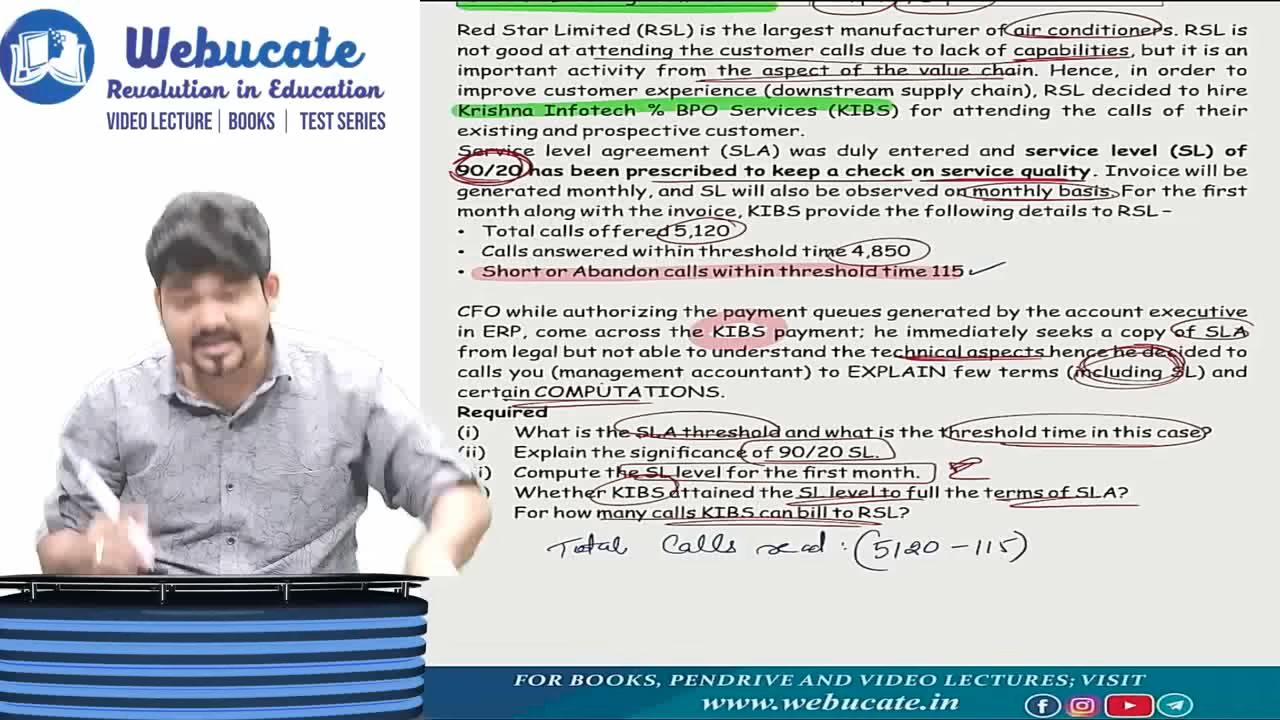 Webucate
Revolution in Education
VIDEO LECTURE | BOOKS | TEST SERIES
Red Star Limited (RSL) is the largest manufacturer of air conditioners. RSL is
not good at attending the customer calls due to lack of capabilities, but it is an
important activity from the aspect of the value chain. Hence, in order to
improve customer experience (downstream supply chain), RSL decided to hire
Krishna Infotech % BPO Services (KIBS) for attending the calls of their
existing and prospective customer.
Service level agreement (SLA) was duly entered and service level (SL) of
90/20 has been prescribed to keep a check on service quality. Invoice will be
generated monthly, and SL will also be observed on monthly basis. For the first
month along with the invoice, KIBS provide the following details to RSL-
• Total calls offered 5,120
• Calls answered within threshold time 4,850
• Short or Abandon calls within threshold time 115
CFO while authorizing the payment queues generated by the account executive
in ERP, come across the KIBS payment; he immediately seeks a copy of SLA
from legal but not able to understand the technical aspects hence he decided to
calls you (management accountant) to EXPLAIN few terms (including SL) and
certain COMPUTATIONS.
Required
(i) What is the SLA threshold and what is the threshold time in this case?
(ii) Explain the significance of 90/20 SL.
i) Compute the SL level for the first month.
) Whether KIBS attained the SL level to full the terms of SLA?
For how many calls KIBS can bill to RSL?
Total Calls : (5120 - 115)
FOR BOOKS, PENDRIVE AND VIDEO LECTURES; VISIT
www.webucate.in